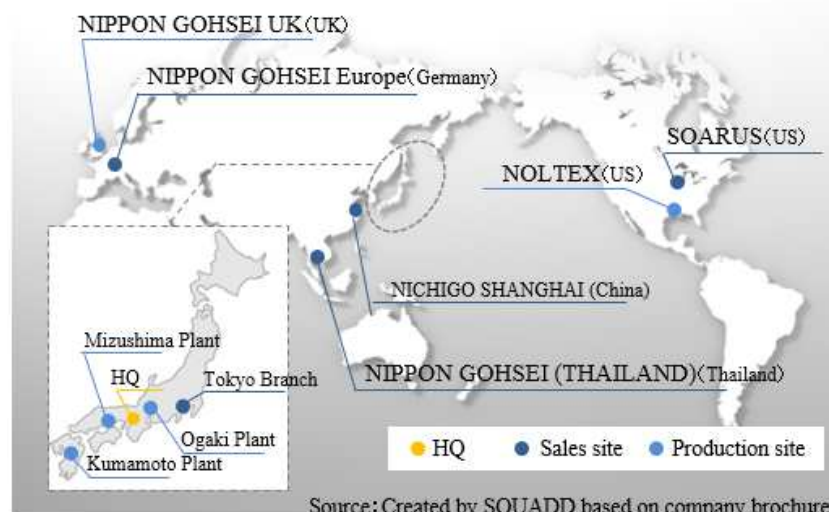 NIPPON GOHSEI UK(UK)
NIPPON GOHSEI Europe(Germany)
SOARUS(US)
NOLTEX(US)
NICHIGO SHANGHAI (China)
NIPPON GOHSEI (THAILAND)(Thailand)
Mizushima Plant
HQ
Tokyo Branch
Ogaki Plant
Kumamoto Plant
HQ
Sales site
Production site
Source:Created by SQUADD based on company brochure